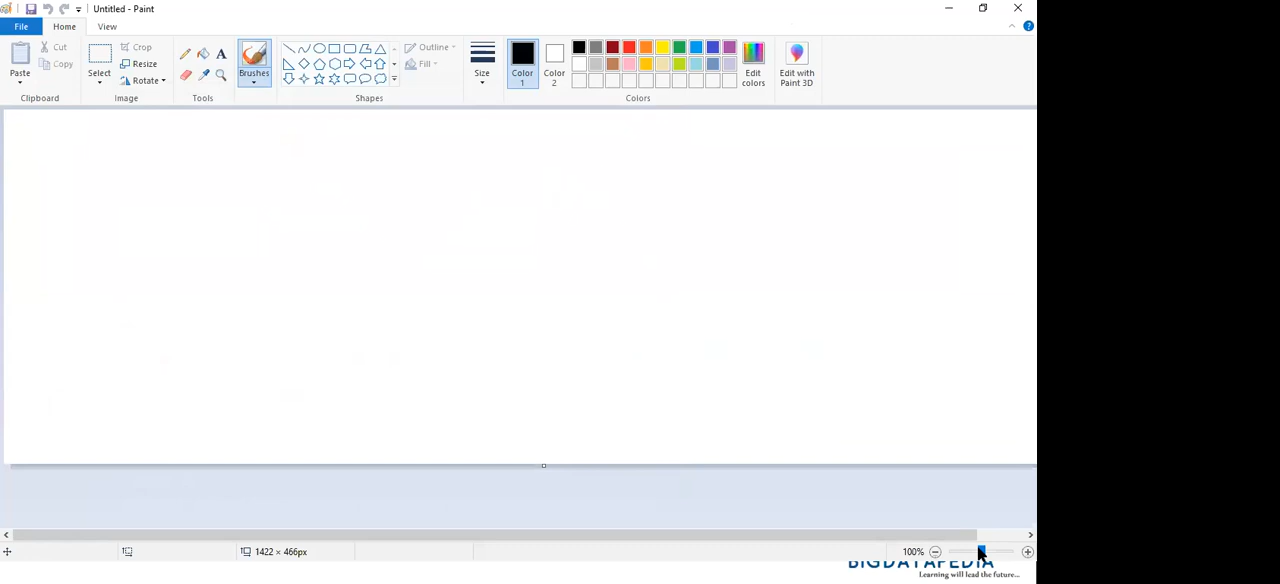 Untitled - Paint
File Home View
Paste
Cut
Copy
Clipboard
Select
Crop
Resize
Rotate
Image
A
Tools
Brushes
Outline
Fill
Shapes
Size
Color 1
Color 2
Edit colors
Colors
Edit with Paint 3D
1422 × 466px
100%
BIGDATAPEDIA
Learning will lead the future...